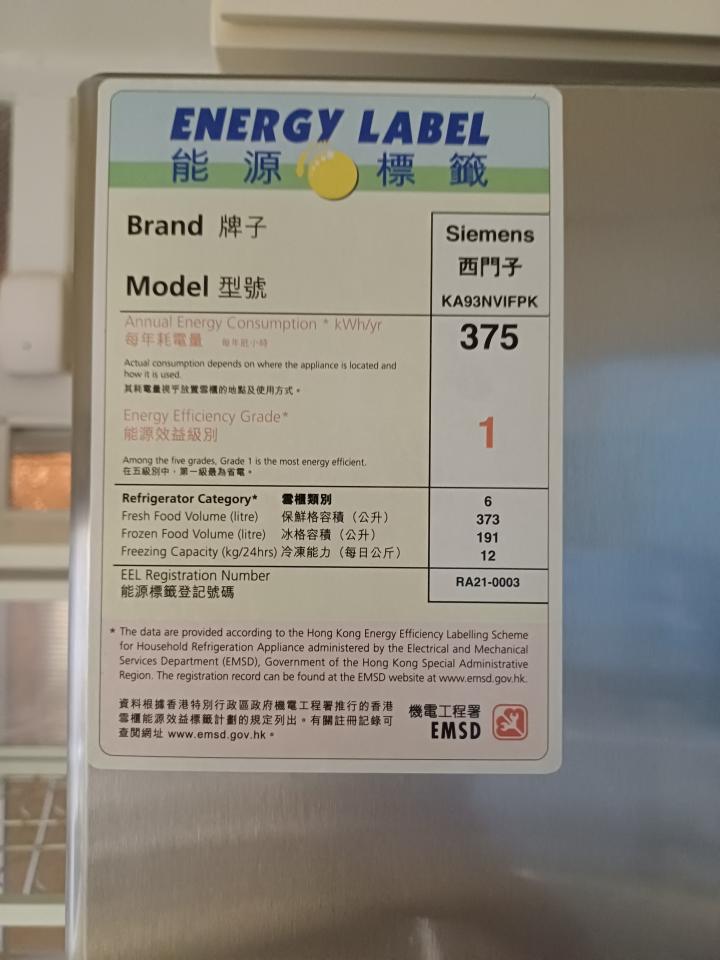 ENERGY LABEL
能源標籤
Brand 牌子
Siemens
西門子
Model 型號
KA93NVIFPK
Annual Energy Consumption * kWh/yr
每年耗電量 每年瓩小時
375
Actual consumption depends on where the appliance is located and
how it is used.
其耗電量視乎放置雪櫃的地點及使用方式。
Energy Efficiency Grade*
能源效益級別
1
Among the five grades, Grade 1 is the most energy efficient.
在五級別中，第一級最為省電。
Refrigerator Category* 雪櫃類別 6
Fresh Food Volume (litre) 保鮮格容積（公升） 373
Frozen Food Volume (litre) 冰格容積（公升） 191
Freezing Capacity (kg/24hrs) 冷凍能力（每日公斤） 12
EEL Registration Number
能源標籤登記號碼
RA21-0003
* The data are provided according to the Hong Kong Energy Efficiency Labelling Scheme
for Household Refrigeration Appliance administered by the Electrical and Mechanical
Services Department (EMSD), Government of the Hong Kong Special Administrative
Region. The registration record can be found at the EMSD website at www.emsd.gov.hk.
資料根據香港特別行政區政府機電工程署推行的香港
雪櫃能源效益標籤計劃的規定列出。有關註冊記錄可
查閱網址 www.emsd.gov.hk。
機電工程署
EMSD